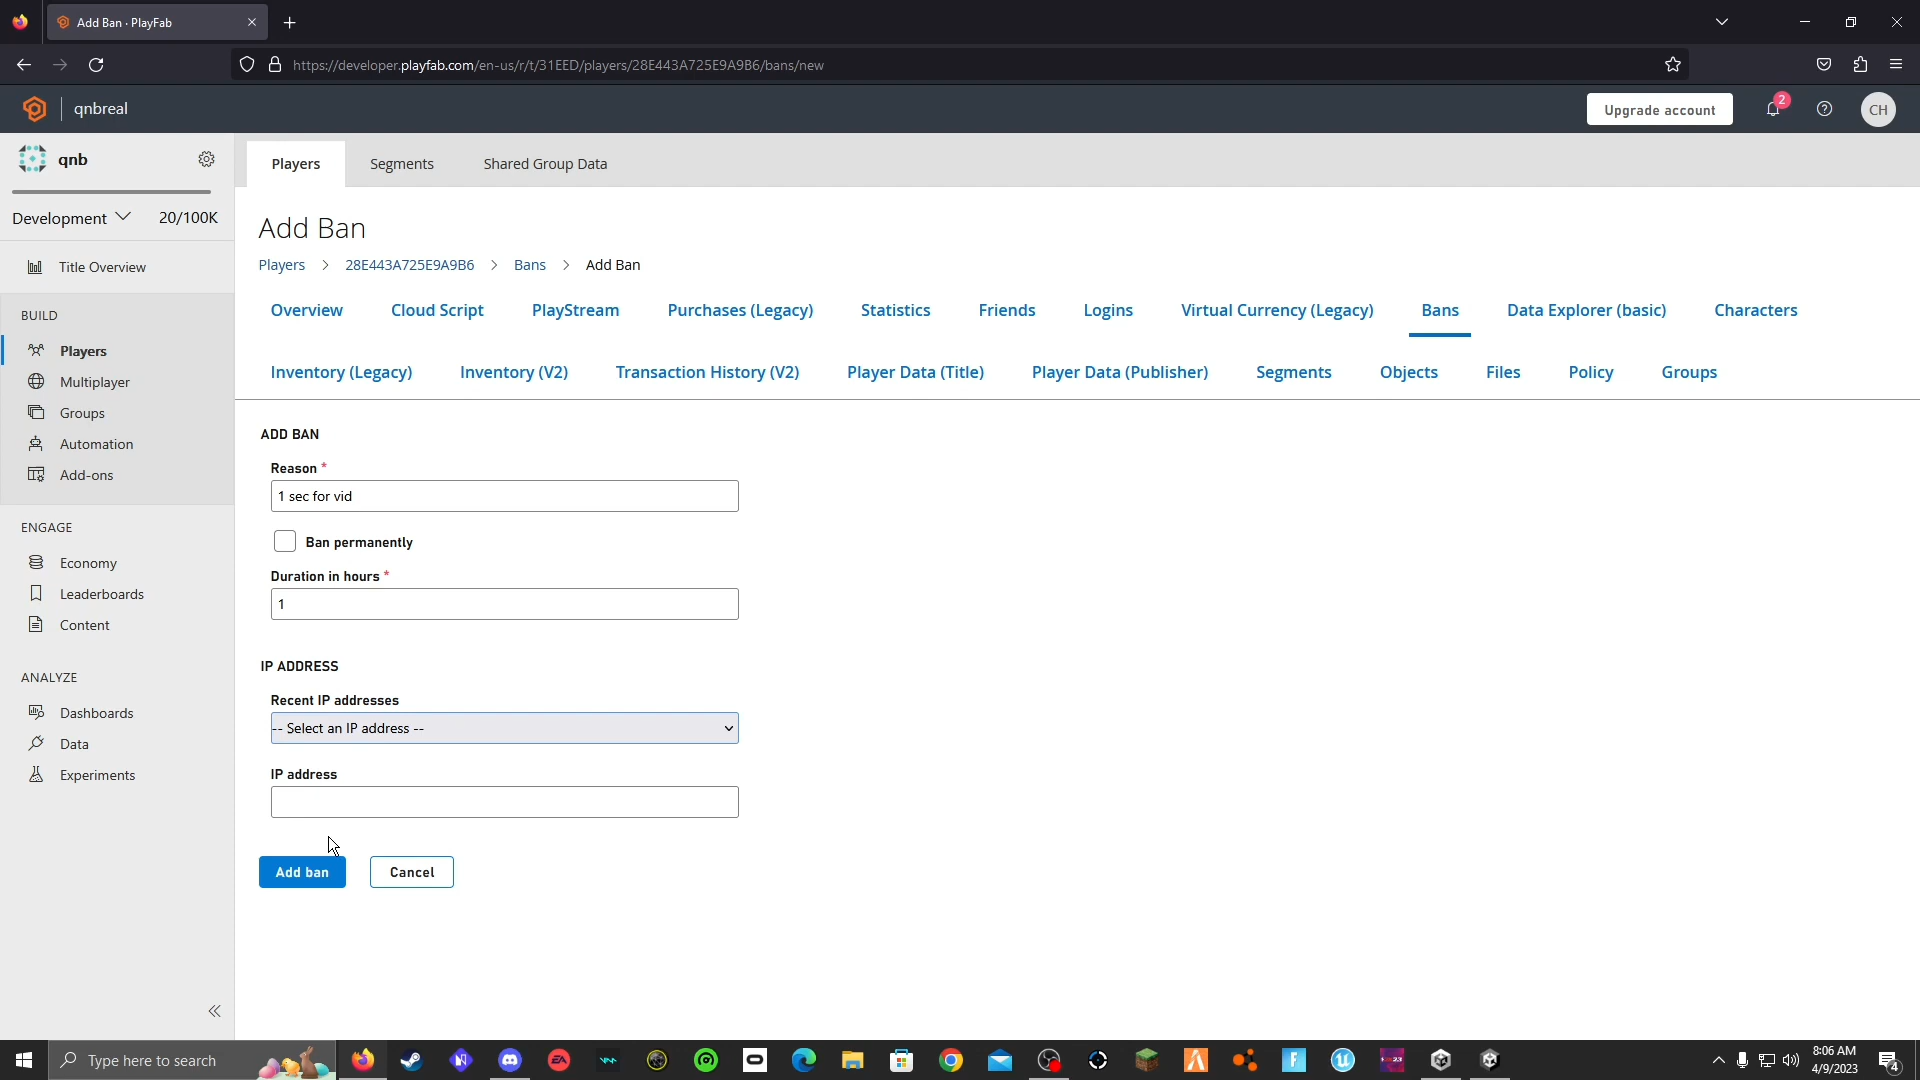 Add Ban · PlayFab
https://developer.playfab.com/en-us/r/t/31EED/players/28E443A725E9A9B6/bans/new
qnbreal
Upgrade account
2
CH
qnb
Players
Segments
Shared Group Data
Development
20/100K
Title Overview
BUILD
Players
Multiplayer
Groups
Automation
Add-ons
ENGAGE
Economy
Leaderboards
Content
ANALYZE
Dashboards
Data
Experiments
Add Ban
Players > 28E443A725E9A9B6 > Bans > Add Ban
Overview Cloud Script PlayStream Purchases (Legacy) Statistics Friends Logins Virtual Currency (Legacy) Bans Data Explorer (basic) Characters
Inventory (Legacy) Inventory (V2) Transaction History (V2) Player Data (Title) Player Data (Publisher) Segments Objects Files Policy Groups
ADD BAN
Reason *
1 sec for vid
Ban permanently
Duration in hours *
1
IP ADDRESS
Recent IP addresses
-- Select an IP address --
IP address
Add ban
Cancel
Type here to search
EA
8:06 AM
4/9/2023
4